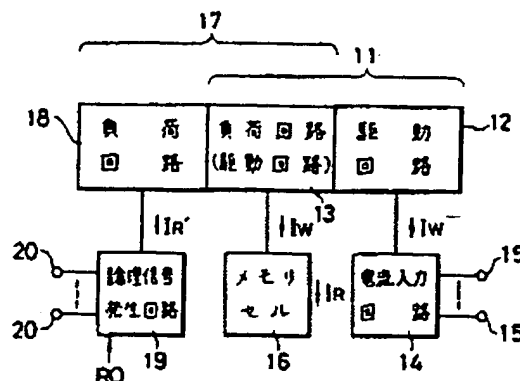 17
11
18
負荷
回路
負荷回路
(駆動回路)
駆動
回路
12
13
↓IR'
↓IW
↓IW'
20
20
論理信号
発生回路
メモリ
セル
↓IR
電流入力
回路
15
15
RO
19
16
14